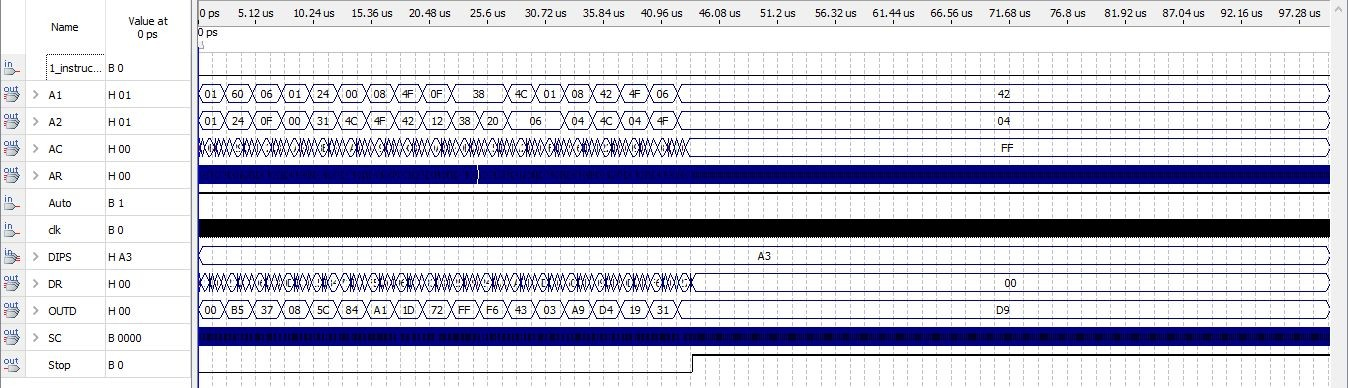 Name Value at 0 ps 0 ps 5.12 us 10.24 us 15.36 us 20.48 us 25.6 us 30.72 us 35.84 us 40.96 us 46.08 us 51.2 us 56.32 us 61.44 us 66.56 us 71.68 us 76.8 us 81.92 us 87.04 us 92.16 us 97.28 us
0 ps
in 1_instruc... B 0
out > A1 H 01 01 60 06 01 24 00 08 4F 0F 38 4C 01 08 42 4F 06 42
out > A2 H 01 01 24 0F 00 31 4C 4F 42 12 38 20 06 04 4C 04 4F 04
out > AC H 00 FF
out > AR H 00
in Auto B 1
in clk B 0
in > DIPS H A3 A3
out > DR H 00 00
out > OUTD H 00 00 B5 37 08 5C 84 A1 1D 72 FF F6 43 03 A9 D4 19 31 D9
out > SC B 0000
out Stop B 0